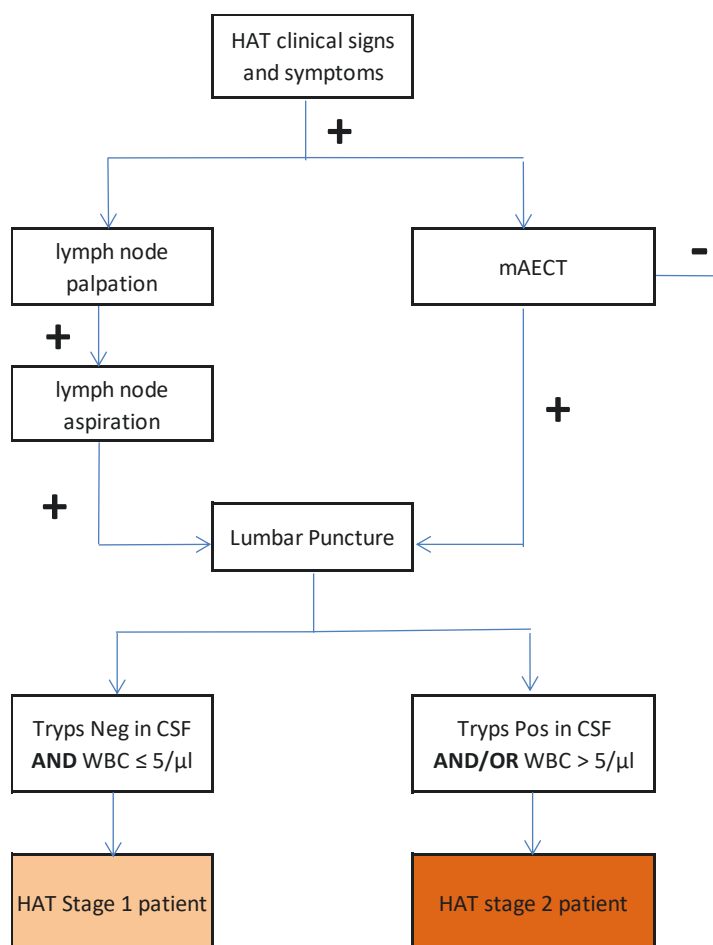 HAT clinical signs
and symptoms
+
lymph node
palpation
mAECT
-
+
lymph node
aspiration
+
+
Lumbar Puncture
Tryps Neg in CSF
AND WBC ≤ 5/µl
Tryps Pos in CSF
AND/OR WBC > 5/µl
HAT Stage 1 patient
HAT stage 2 patient